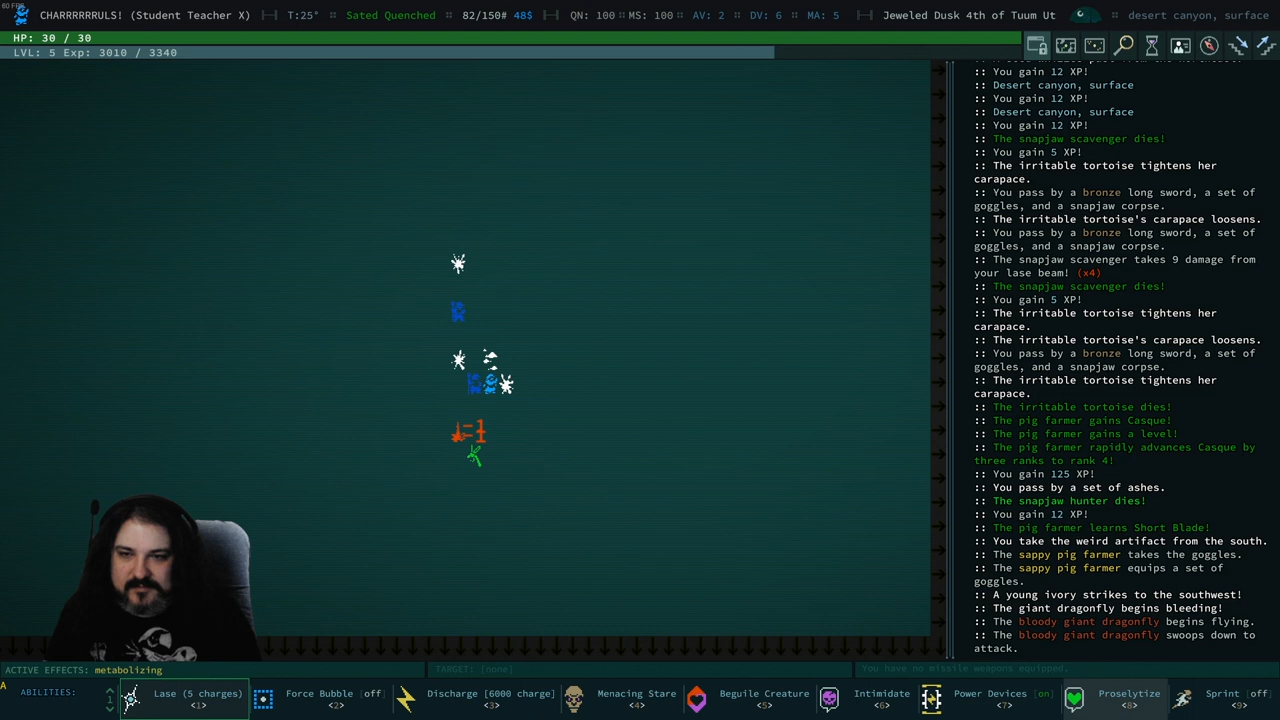 60 FPS
CHARRRRRULS! (Student Teacher X) T:25° Sated Quenched 82/150# 48$ QN: 100 MS: 100 AV: 2 DV: 6 MA: 5 Jeweled Dusk 4th of Tuum Ut desert canyon, surface
HP: 30 / 30
LVL: 5 Exp: 3010 / 3340
:: You gain 12 XP!
:: Desert canyon, surface
:: You gain 12 XP!
:: Desert canyon, surface
:: You gain 12 XP!
:: The snapjaw scavenger dies!
:: You gain 5 XP!
:: The irritable tortoise tightens her
carapace.
:: You pass by a bronze long sword, a set of
goggles, and a snapjaw corpse.
:: The irritable tortoise's carapace loosens.
:: You pass by a bronze long sword, a set of
goggles, and a snapjaw corpse.
:: The snapjaw scavenger takes 9 damage from
your lase beam! (x4)
:: The snapjaw scavenger dies!
:: You gain 5 XP!
:: The irritable tortoise tightens her
carapace.
:: The irritable tortoise's carapace loosens.
:: You pass by a bronze long sword, a set of
goggles, and a snapjaw corpse.
:: The irritable tortoise tightens her
carapace.
:: The irritable tortoise dies!
:: The pig farmer gains Casque!
:: The pig farmer gains a level!
:: The pig farmer rapidly advances Casque by
three ranks to rank 4!
:: You gain 125 XP!
:: You pass by a set of ashes.
:: The snapjaw hunter dies!
:: You gain 12 XP!
:: The pig farmer learns Short Blade!
:: You take the weird artifact from the south.
:: The sappy pig farmer takes the goggles.
:: The sappy pig farmer equips a set of
goggles.
:: A young ivory strikes to the southwest!
:: The giant dragonfly begins bleeding!
:: The bloody giant dragonfly begins flying.
:: The bloody giant dragonfly swoops down to
attack.
-1
ACTIVE EFFECTS: metabolizing TARGET: [none] You have no missile weapons equipped.
A ABILITIES: 1 Lase (5 charges) Force Bubble [off] Discharge [6000 charge] Menacing Stare Beguile Creature Intimidate Power Devices [on] Proselytize Sprint [off]
<1> <2> <3> <4> <5> <6> <7> <8> <9>